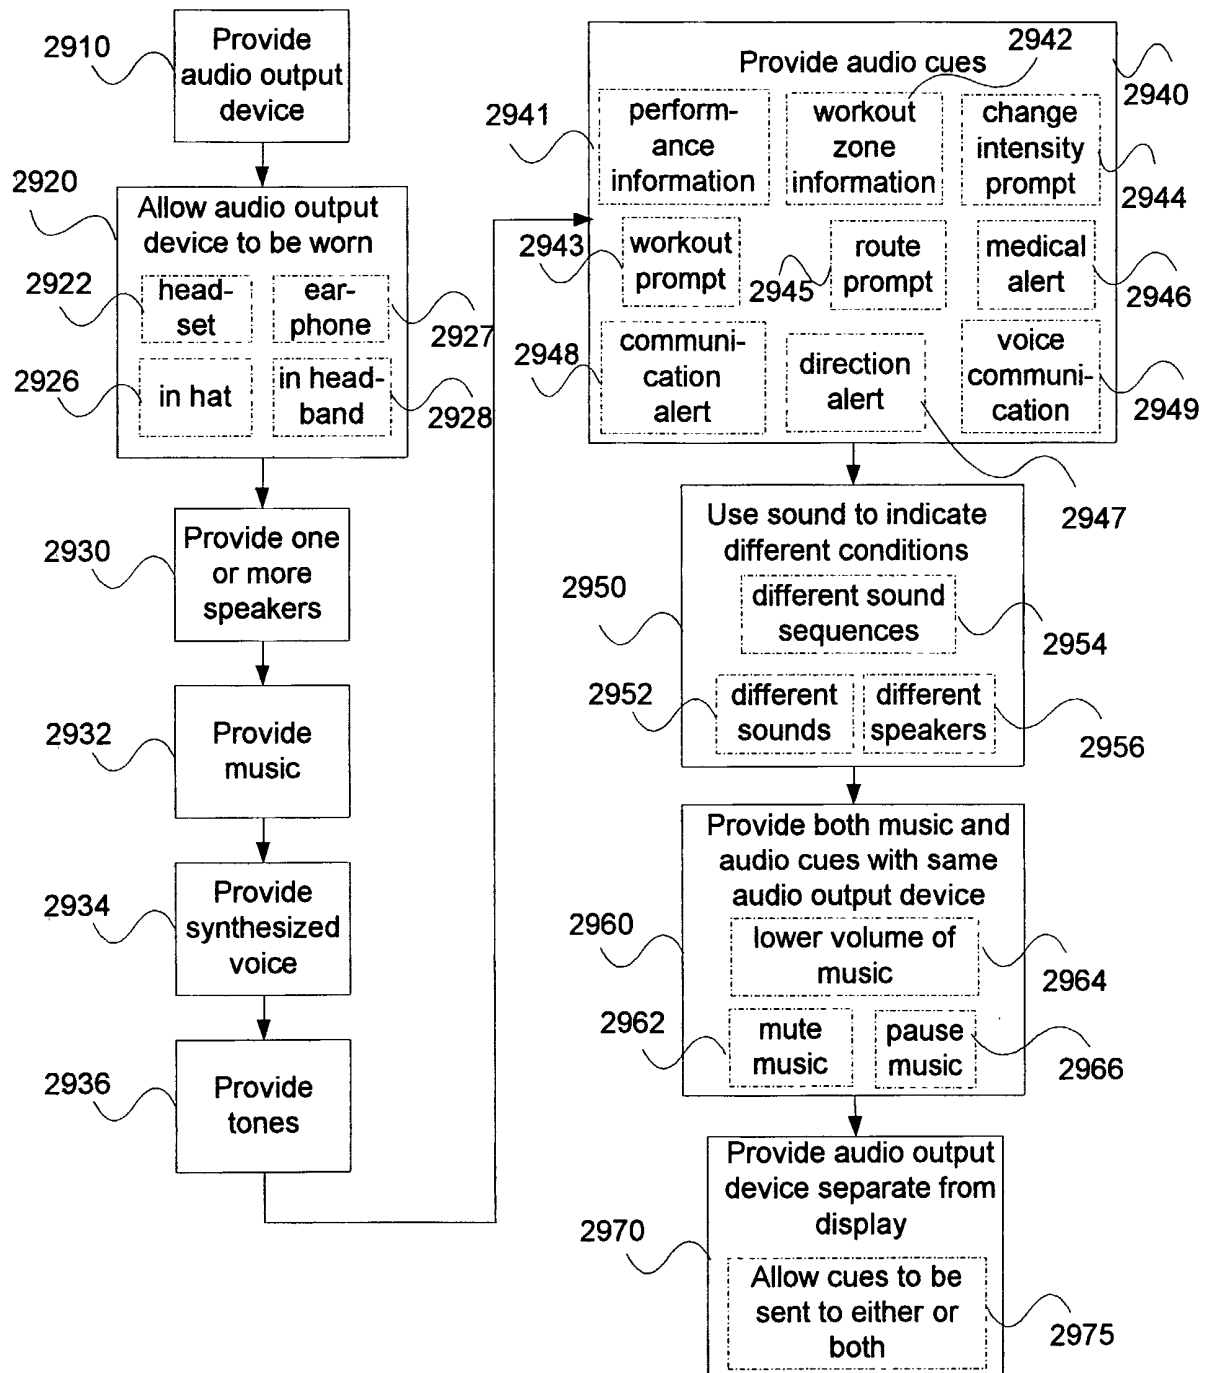 2910
Provide
audio output
device
2920
Allow audio output
device to be worn
2922
head-
set
ear-
phone
2927
2926
in hat
in head-
band
2928
2930
Provide one
or more
speakers
2932
Provide
music
2934
Provide
synthesized
voice
2936
Provide
tones
2942
Provide audio cues
2940
2941
perform-
ance
information
workout
zone
information
change
intensity
prompt
2944
2943
workout
prompt
2945
route
prompt
medical
alert
2946
2948
communi-
cation
alert
direction
alert
voice
communi-
cation
2949
2947
Use sound to indicate
different conditions
2950
different sound
sequences
2954
2952
different
sounds
different
speakers
2956
Provide both music and
audio cues with same
audio output device
2960
lower volume of
music
2964
2962
mute
music
pause
music
2966
Provide audio output
device separate from
display
2970
Allow cues to be
sent to either or
both
2975